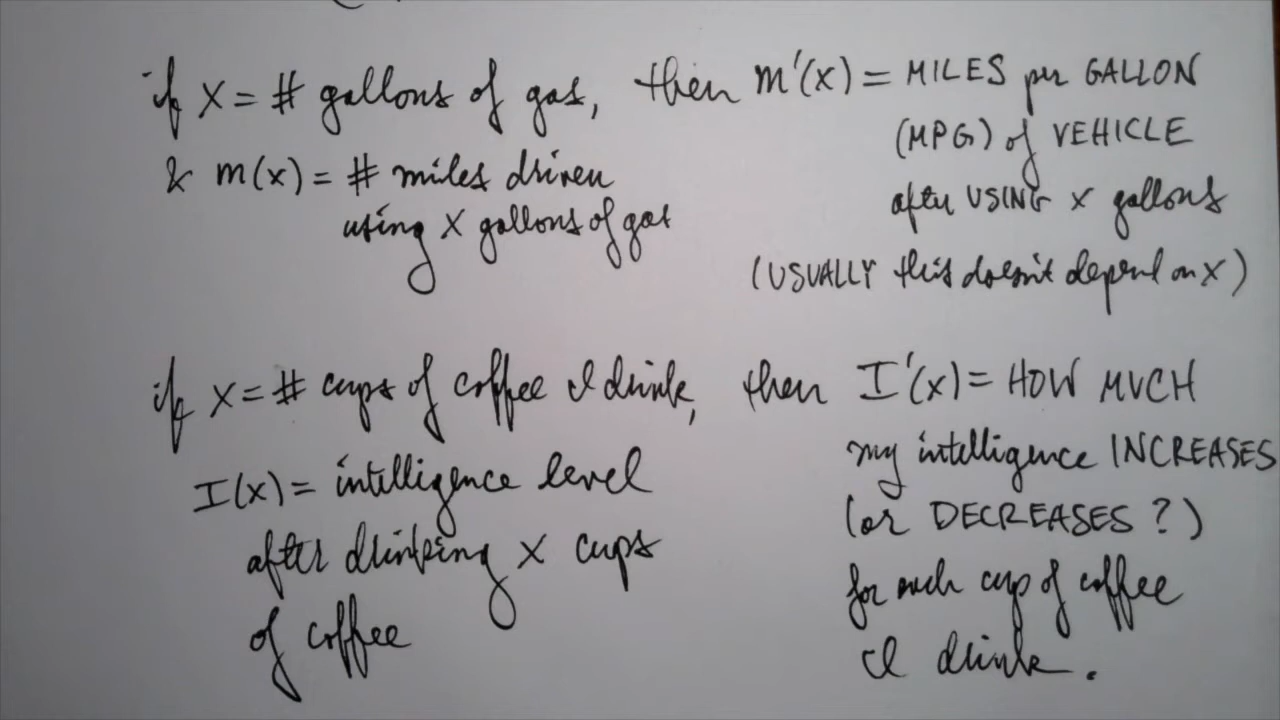 if x = # gallons of gas, then m'(x) = MILES per GALLON
(MPG) of VEHICLE
& m(x) = # miles driven
after USING x gallons
using x gallons of gas
(USUALLY this doesn't depend on x)
if x = # cups of coffee I drink, then I'(x) = HOW MUCH
my intelligence INCREASES
I(x) = intelligence level
(or DECREASES?)
after drinking x cups
for each cup of coffee
of coffee
I drink.